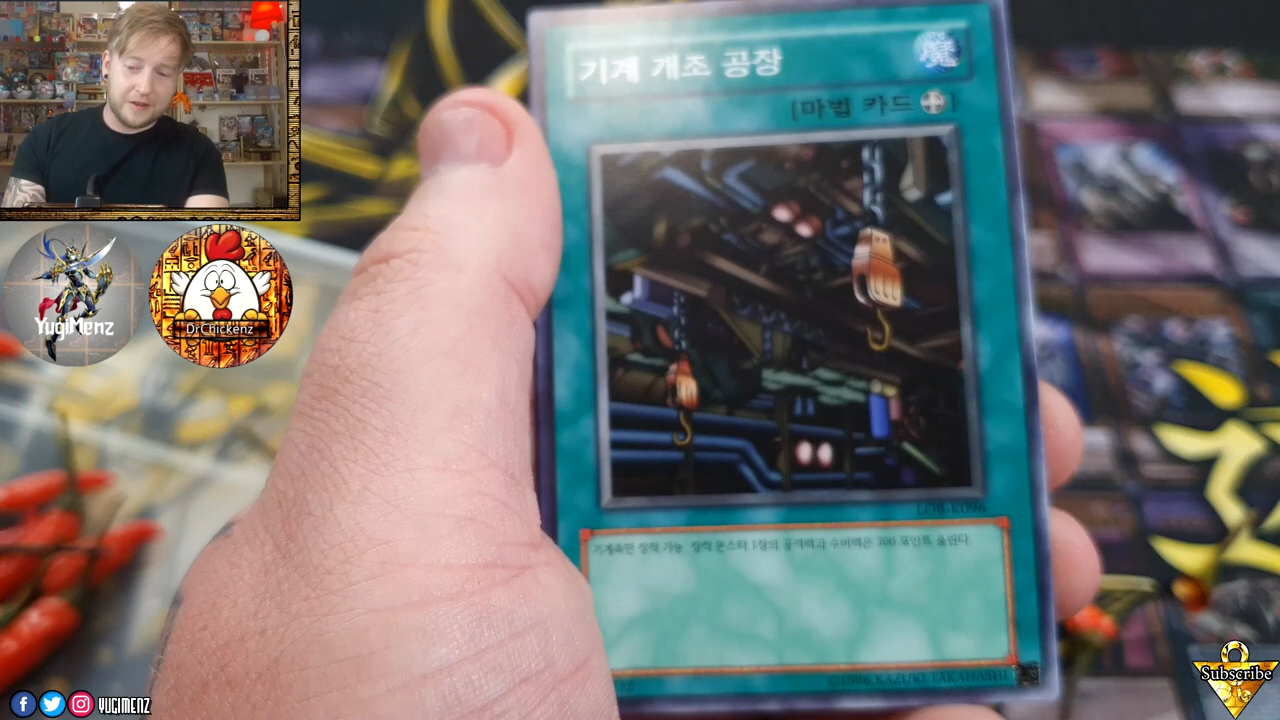 기계 개조 공장
[마법 카드]
LOB-K096
기계족만 장착 가능. 장착 몬스터 1장의 공격력과 수비력은 300 포인트 올린다.
©1996 KAZUKI TAKAHASHI
YugiMenz
DrChickenz
YUGIMENZ
Subscribe